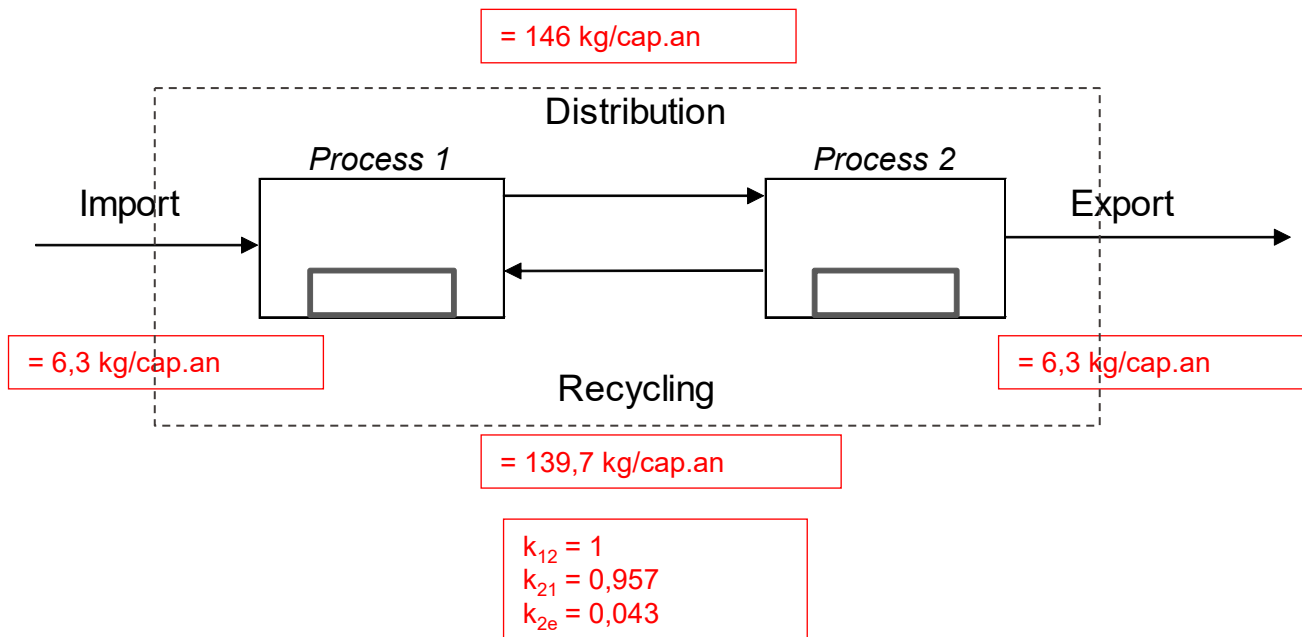 = 146 kg/cap.an
Distribution
Process 1
Process 2
Import
Export
= 6,3 kg/cap.an
= 6,3 kg/cap.an
Recycling
= 139,7 kg/cap.an
k₁₂ = 1
k₂₁ = 0,957
k₂ₑ = 0,043